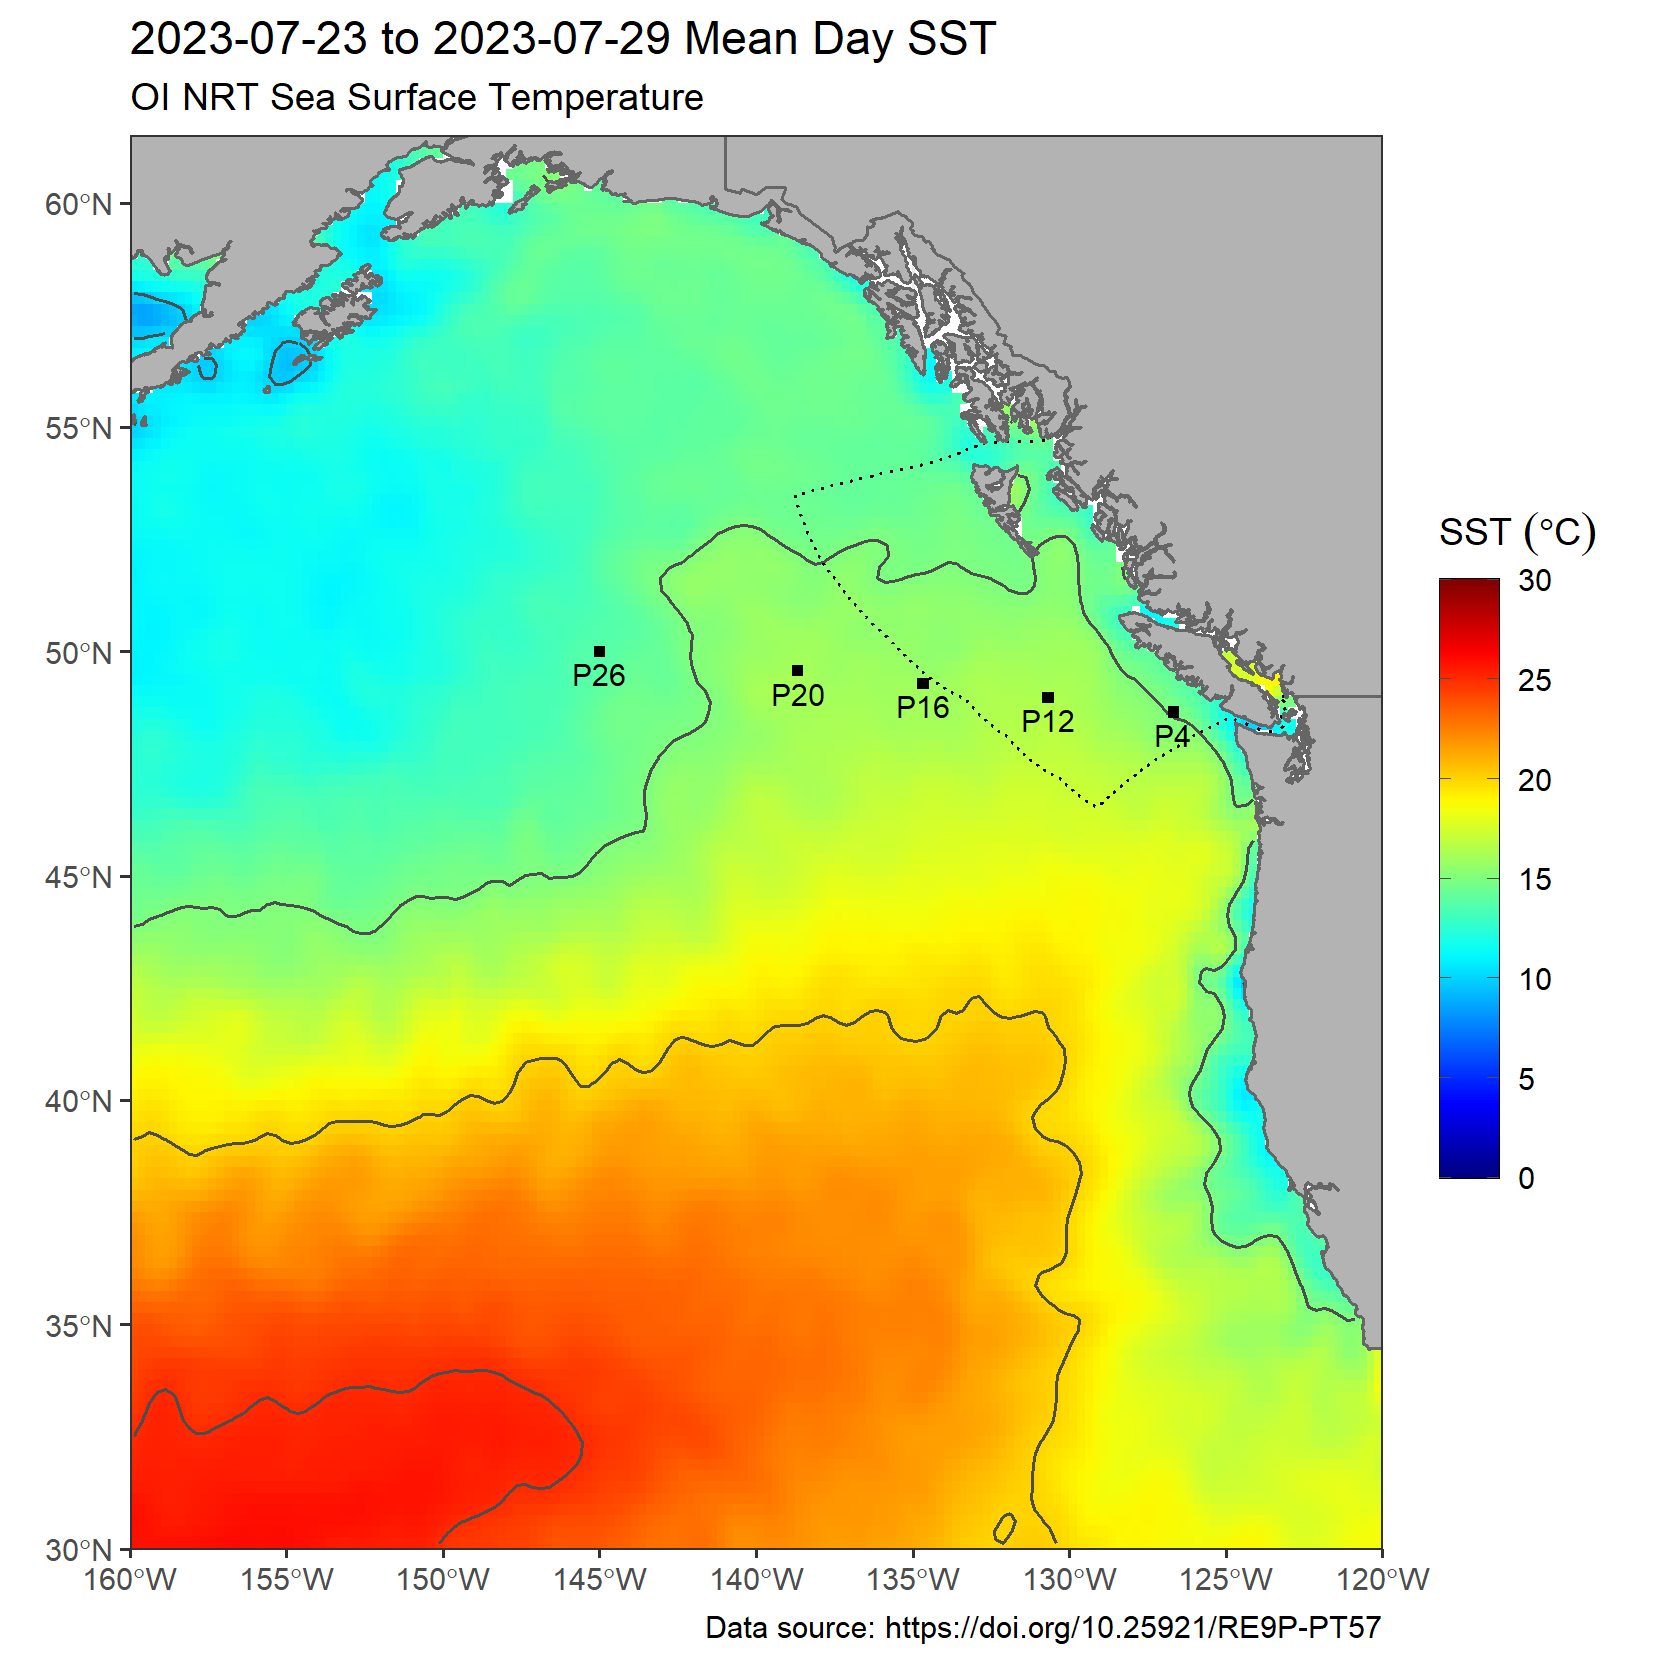 2023-07-23 to 2023-07-29 Mean Day SST
OI NRT Sea Surface Temperature
60°N
55°N
50°N
45°N
40°N
35°N
30°N
P26
P20
P16
P12
P4
SST (°C)
30
25
20
15
10
5
0
160°W 155°W 150°W 145°W 140°W 135°W 130°W 125°W 120°W
Data source: https://doi.org/10.25921/RE9P-PT57